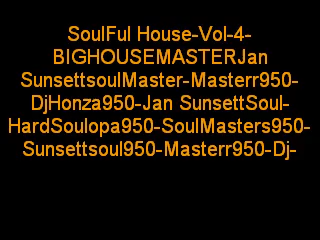 SoulFul House-Vol-4-
BIGHOUSEMASTERJan
SunsettsoulMaster-Masterr950-
DjHonza950-Jan SunsettSoul-
HardSoulopa950-SoulMasters950-
Sunsettsoul950-Masterr950-Dj-